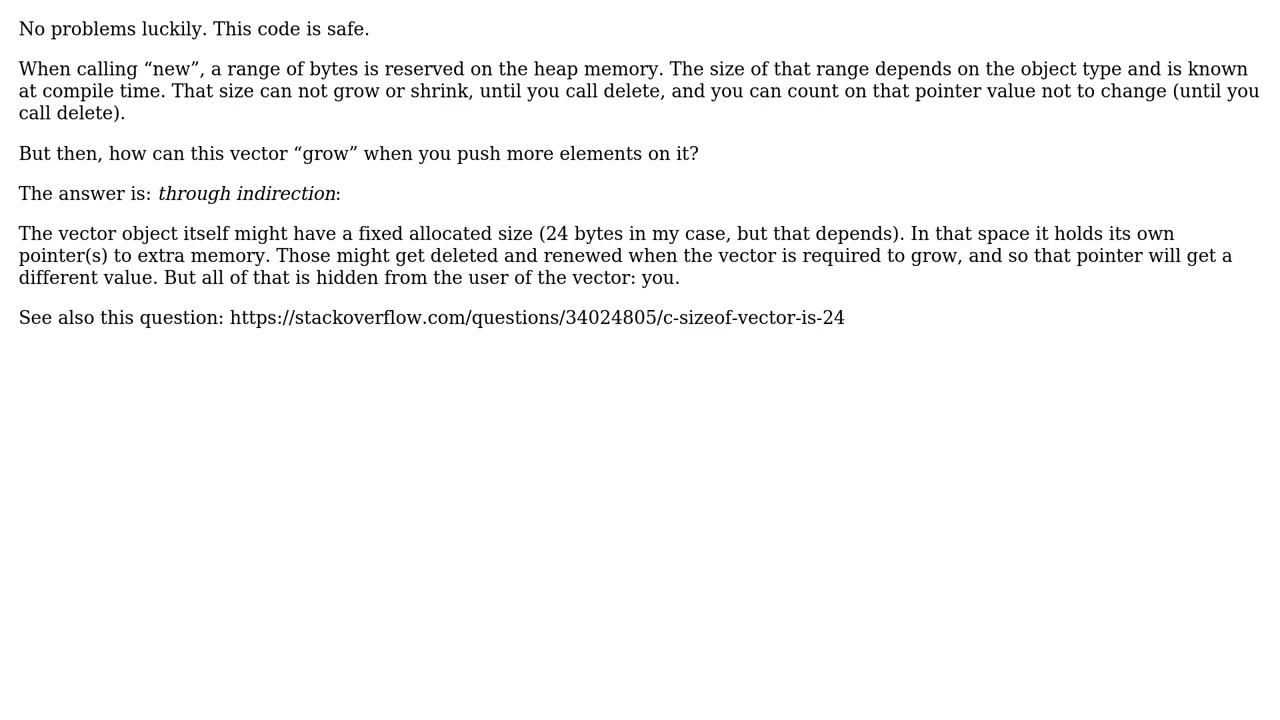 No problems luckily. This code is safe.
When calling “new”, a range of bytes is reserved on the heap memory. The size of that range depends on the object type and is known
at compile time. That size can not grow or shrink, until you call delete, and you can count on that pointer value not to change (until you
call delete).
But then, how can this vector “grow” when you push more elements on it?
The answer is: through indirection:
The vector object itself might have a fixed allocated size (24 bytes in my case, but that depends). In that space it holds its own
pointer(s) to extra memory. Those might get deleted and renewed when the vector is required to grow, and so that pointer will get a
different value. But all of that is hidden from the user of the vector: you.
See also this question: https://stackoverflow.com/questions/34024805/c-sizeof-vector-is-24